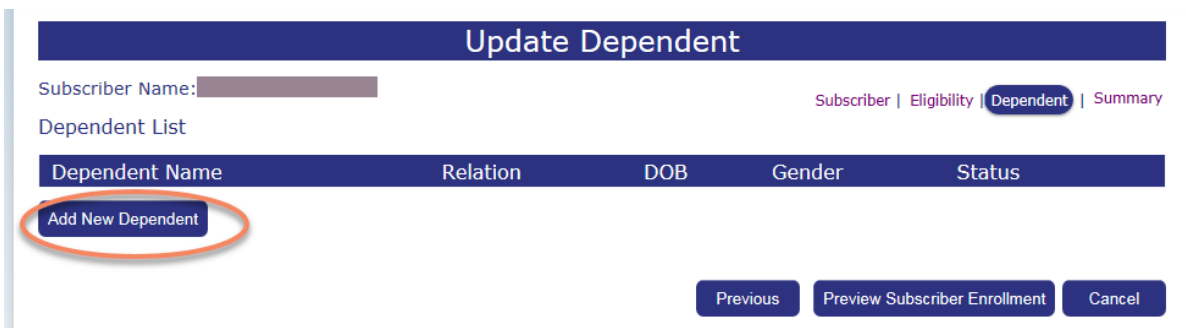 Update Dependent
Subscriber Name:
Subscriber | Eligibility | Dependent | Summary
Dependent List
Dependent Name Relation DOB Gender Status
Add New Dependent
Previous Preview Subscriber Enrollment Cancel